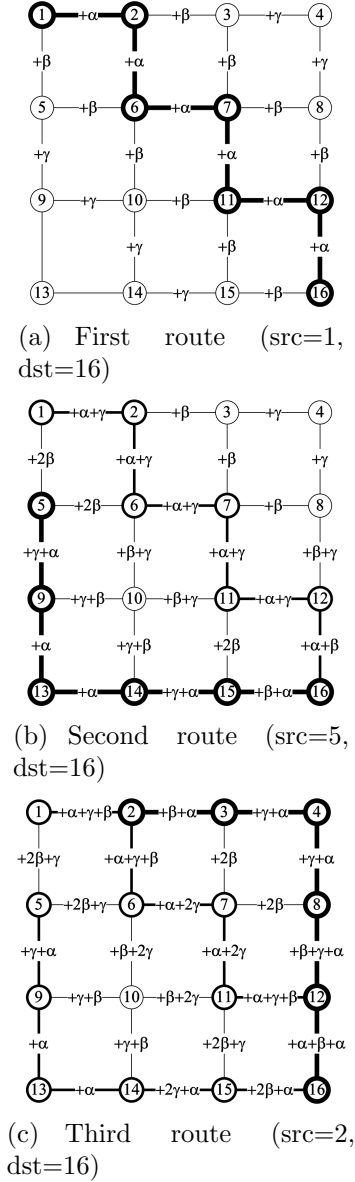 1 +α 2 +β 3 +γ 4
+β +α +β +γ
5 +β 6 +α 7 8
+γ +β +α +β
9 +γ 10 +β 11 +α 12
+γ +β +α
13 14 +γ 15 +β 16
(a) First route (src=1,
dst=16)
1 +α+γ 2 +β 3 +γ 4
+2β +α+γ +β +γ
5 +2β 6 +α+γ 7 +β 8
+γ+α +β+γ +α+γ +β+γ
9 +γ+β 10 +β+γ 11 +α+γ 12
+α +γ+β +2β +α+β
13 +α 14 +γ+α 15 +β+α 16
(b) Second route (src=5,
dst=16)
1 +α+γ+β 2 +β+α 3 +γ+α 4
+2β+γ +α+γ+β +2β +γ+α
5 +2β+γ 6 +α+2γ 7 +2β 8
+γ+α +β+2γ +α+2γ +β+γ+α
9 +γ+β 10 +β+2γ 11 +α+γ+β 12
+α +γ+β +2β+γ +α+β+α
13 +α 14 +2γ+α 15 +2β+α 16
(c) Third route (src=2,
dst=16)